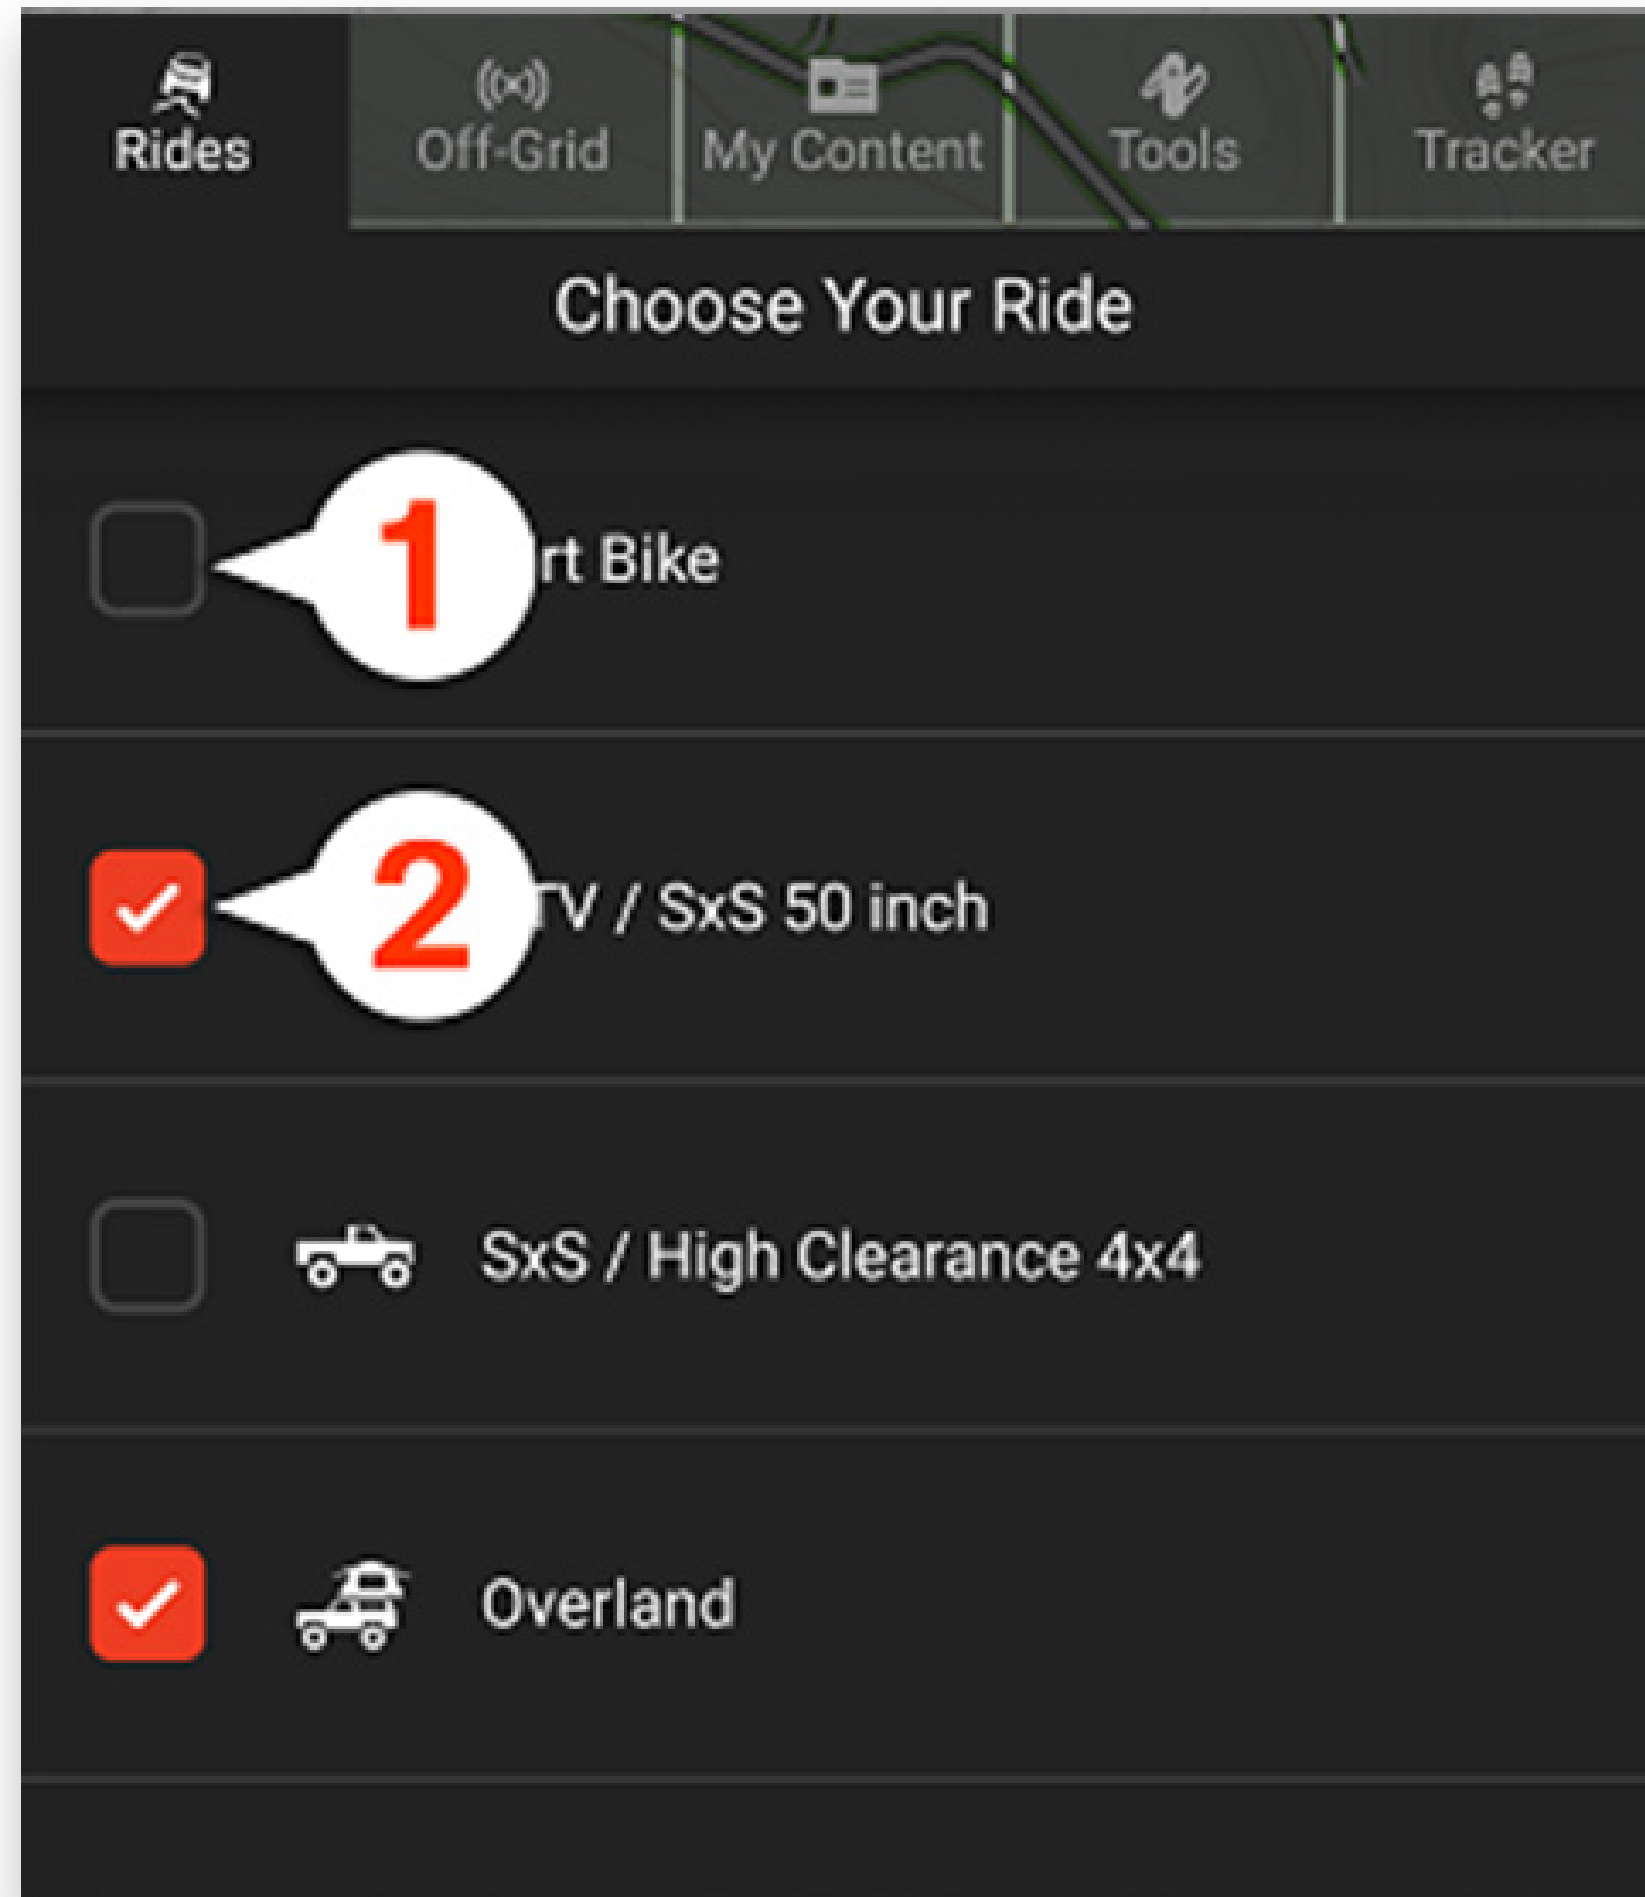 Rides Off-Grid My Content Tools Tracker
Choose Your Ride
1 rt Bike
2 TV / SxS 50 inch
SxS / High Clearance 4x4
Overland